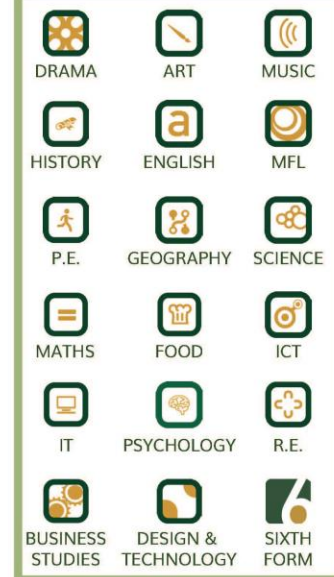 DRAMA
ART
MUSIC
HISTORY
a
ENGLISH
MFL
P.E.
GEOGRAPHY
SCIENCE
MATHS
FOOD
ICT
IT
PSYCHOLOGY
R.E.
6
BUSINESS
STUDIES
DESIGN &
TECHNOLOGY
SIXTH
FORM